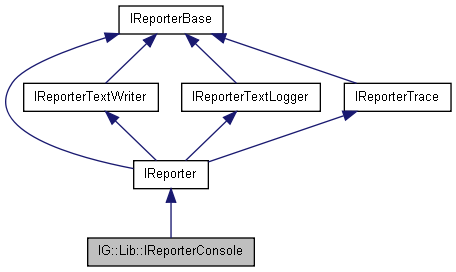 IReporterBase
IReporterTextWriter
IReporterTextLogger
IReporterTrace
IReporter
IG::Lib::IReporterConsole